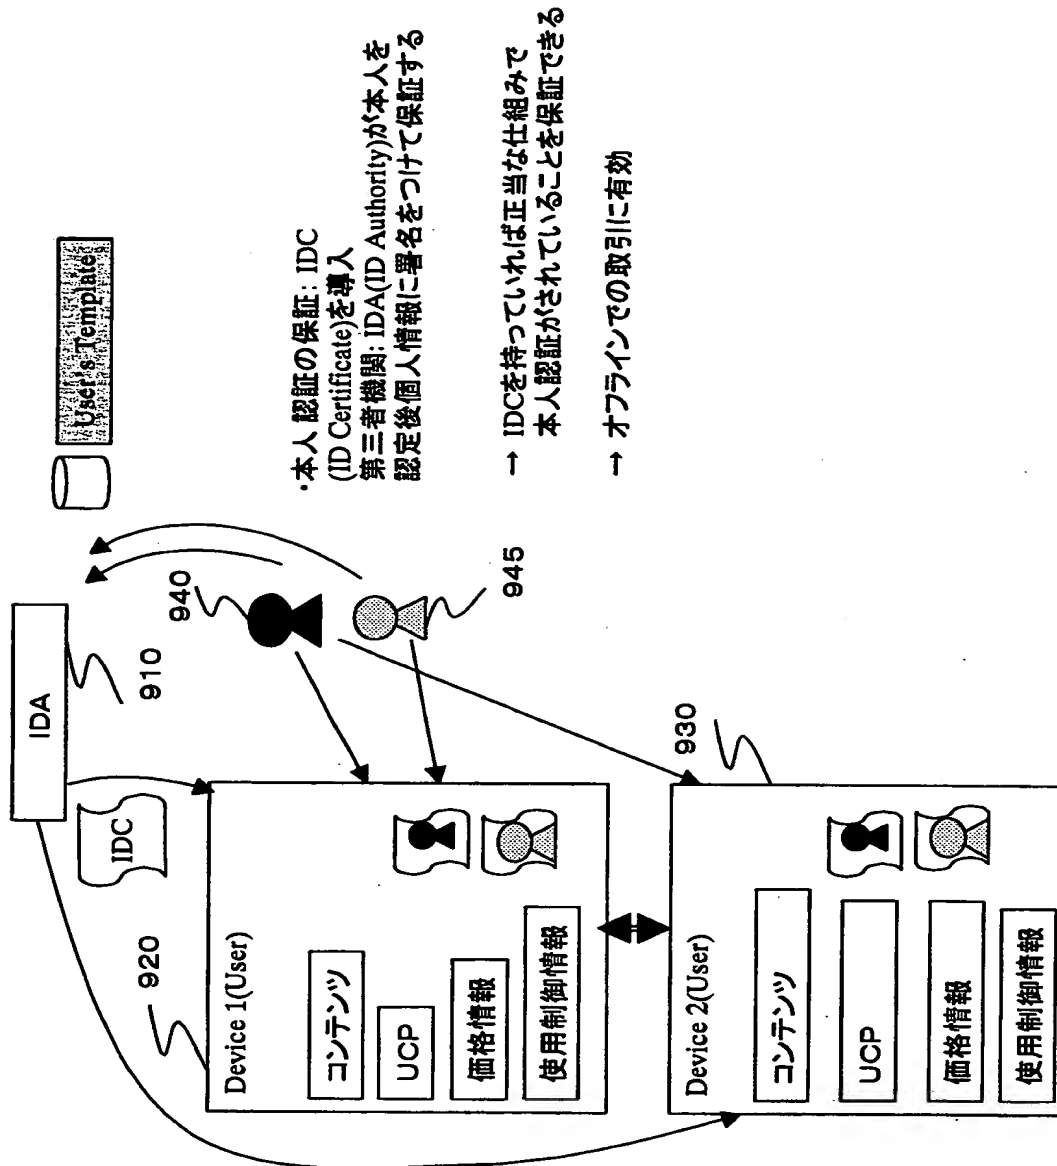 IDA
910
User's Template
IDC
940
945
・本人認証の保証: IDC
(ID Certificate)を導入
第三者機関: IDA(ID Authority)が本人を
認定後個人情報に署名をつけて保証する
→ IDCを持っていれば正当な仕組みで
本人認証がされていることを保証できる
→ オフラインでの取引に有効
920
Device 1(User)
コンテンツ
UCP
価格情報
使用制御情報
930
Device 2(User)
コンテンツ
UCP
価格情報
使用制御情報